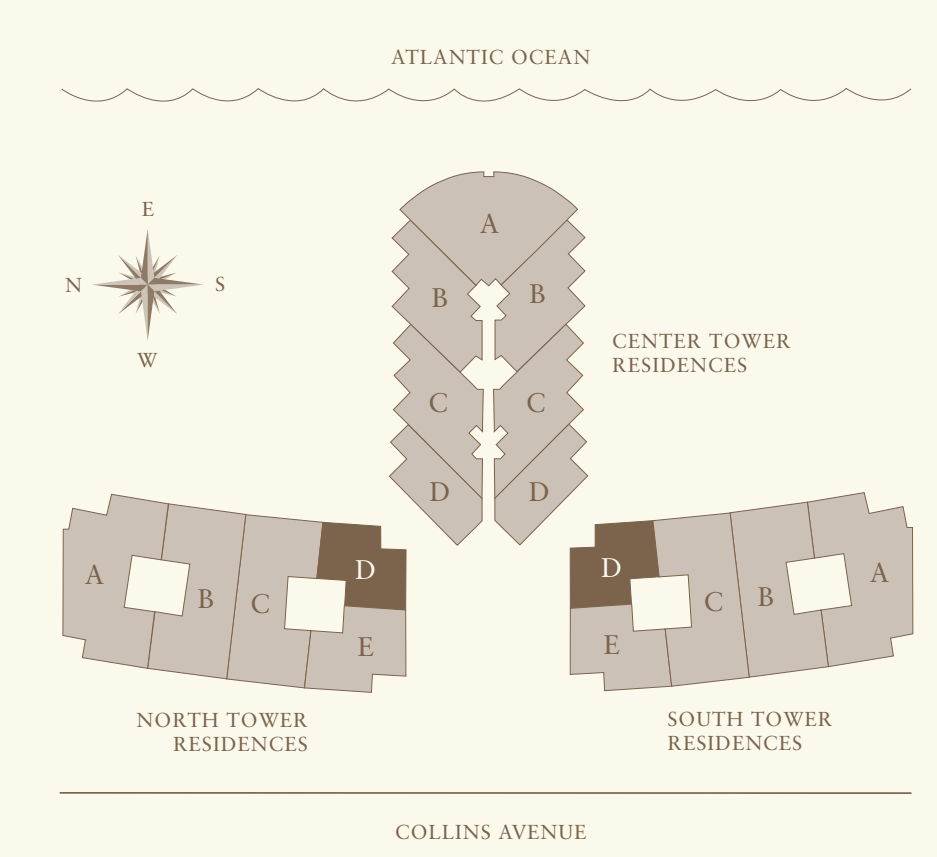 ATLANTIC OCEAN
E
N
S
W
A
B
B
CENTER TOWER
RESIDENCES
C
C
D
D
A
B
C
D
E
D
E
C
B
A
NORTH TOWER
RESIDENCES
SOUTH TOWER
RESIDENCES
COLLINS AVENUE